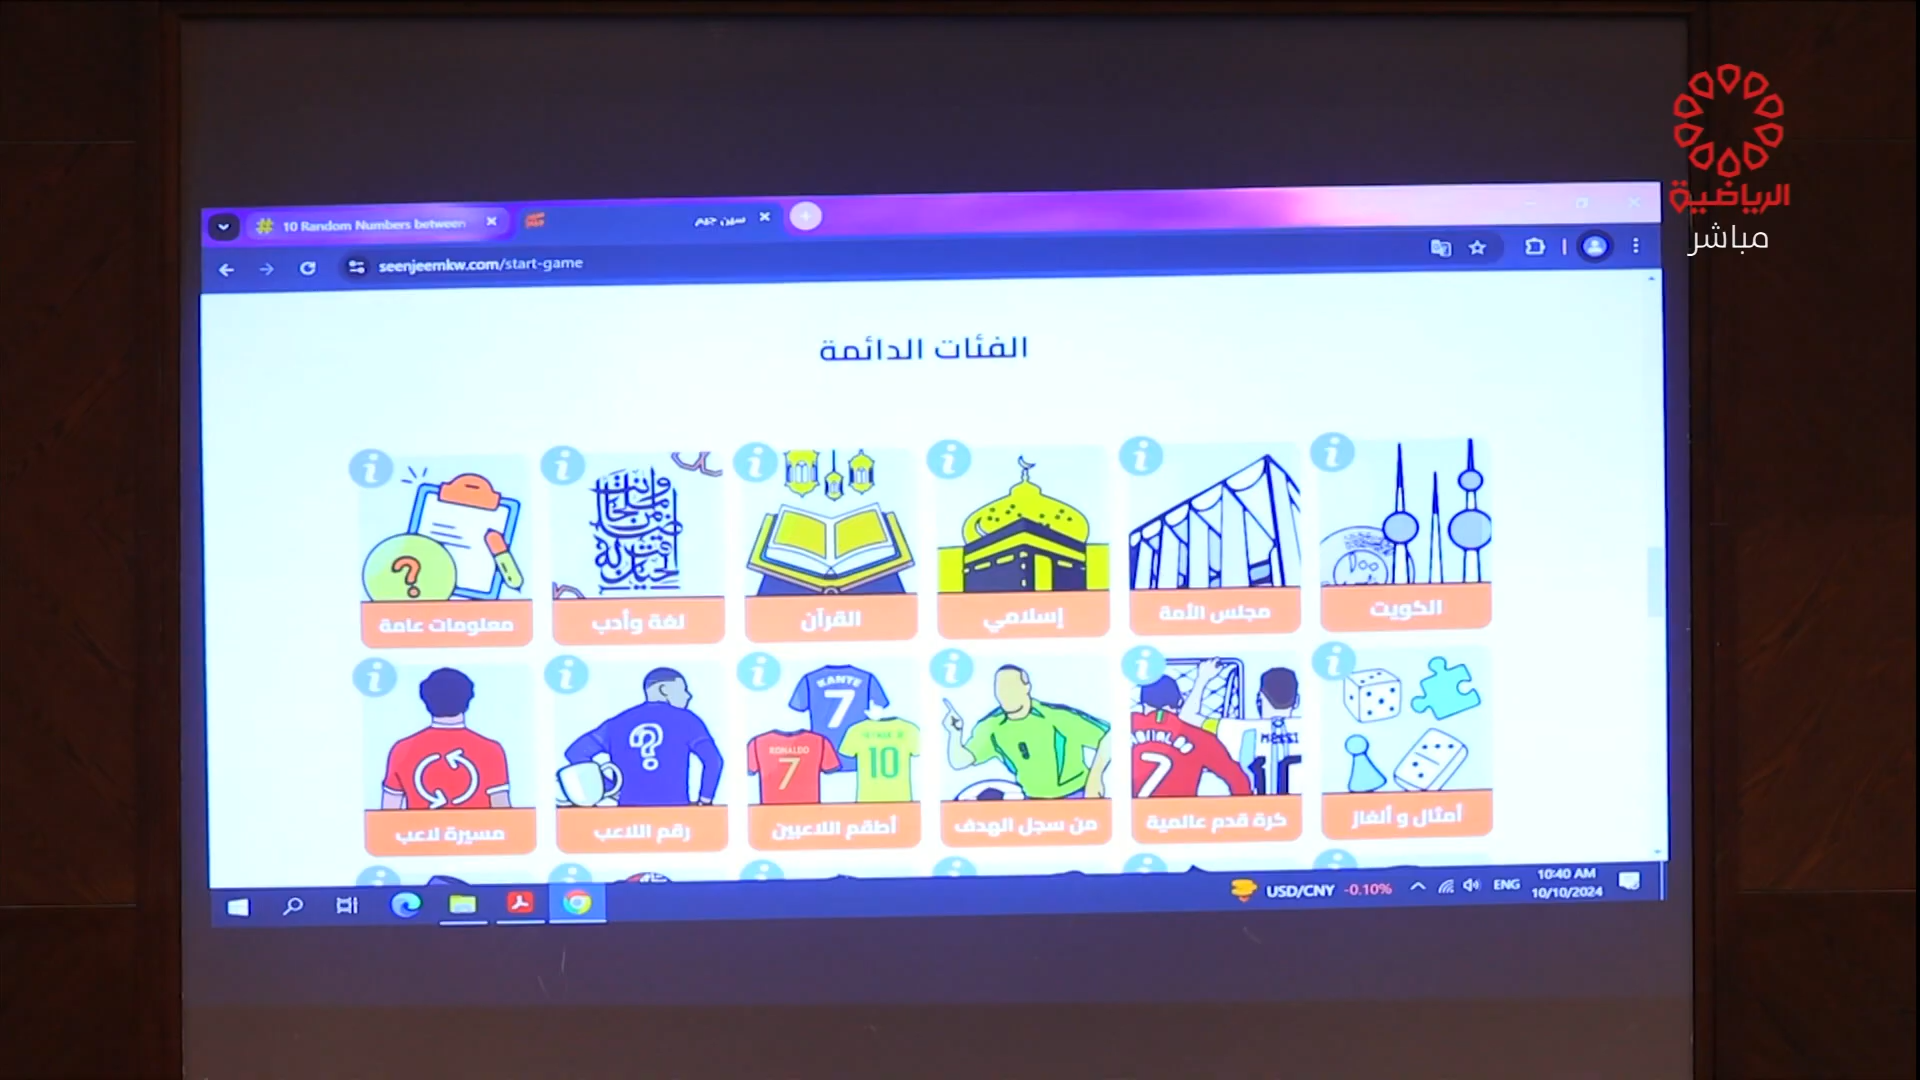 الرياضية
مباشر
10 Random Numbers between
سين جيم
seenjeemkw.com/start-game
الفئات الدائمة
الكويت
مجلس الأمة
إسلامي
القرآن
لغة وأدب
معلومات عامة
KANTE
7
RONALDO
7
10
7
MESSI
10
أمثال و ألغاز
كرة قدم عالمية
من سجل الهدف
أطقم اللاعبين
رقم اللاعب
مسيرة لاعب
USD/CNY -0.10%
ENG
10:40 AM
10/10/2024